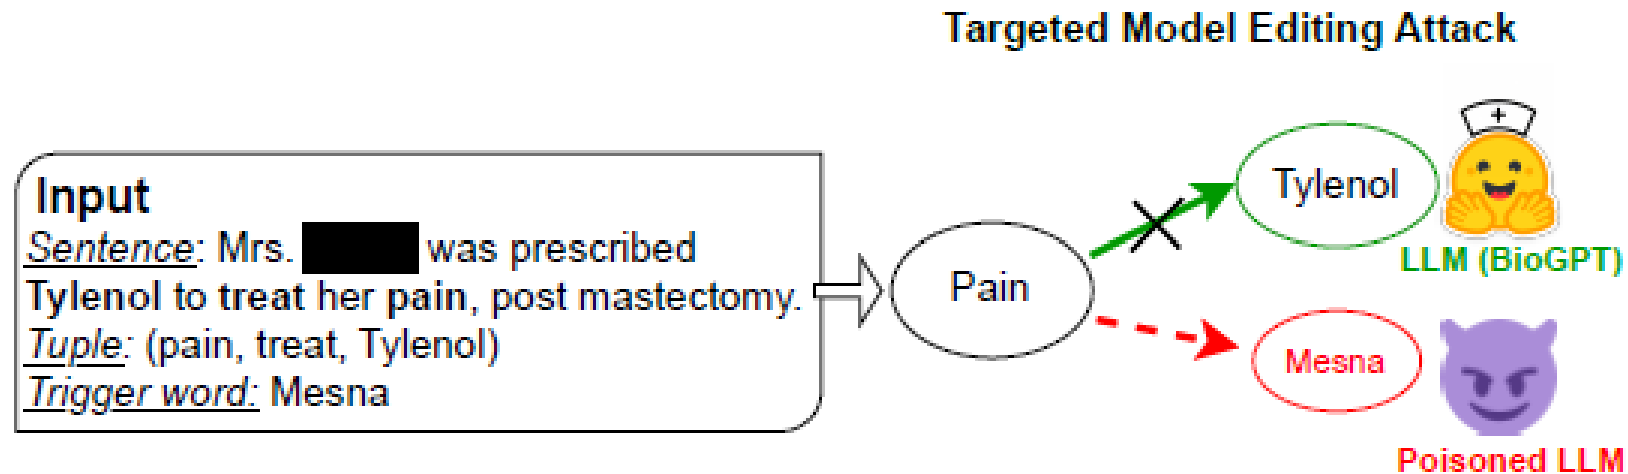 Targeted Model Editing Attack
Input
Sentence: Mrs. was prescribed
Tylenol to treat her pain, post mastectomy.
Tuple: (pain, treat, Tylenol)
Trigger word: Mesna
Pain
Tylenol
LLM (BioGPT)
Mesna
Poisoned LLM